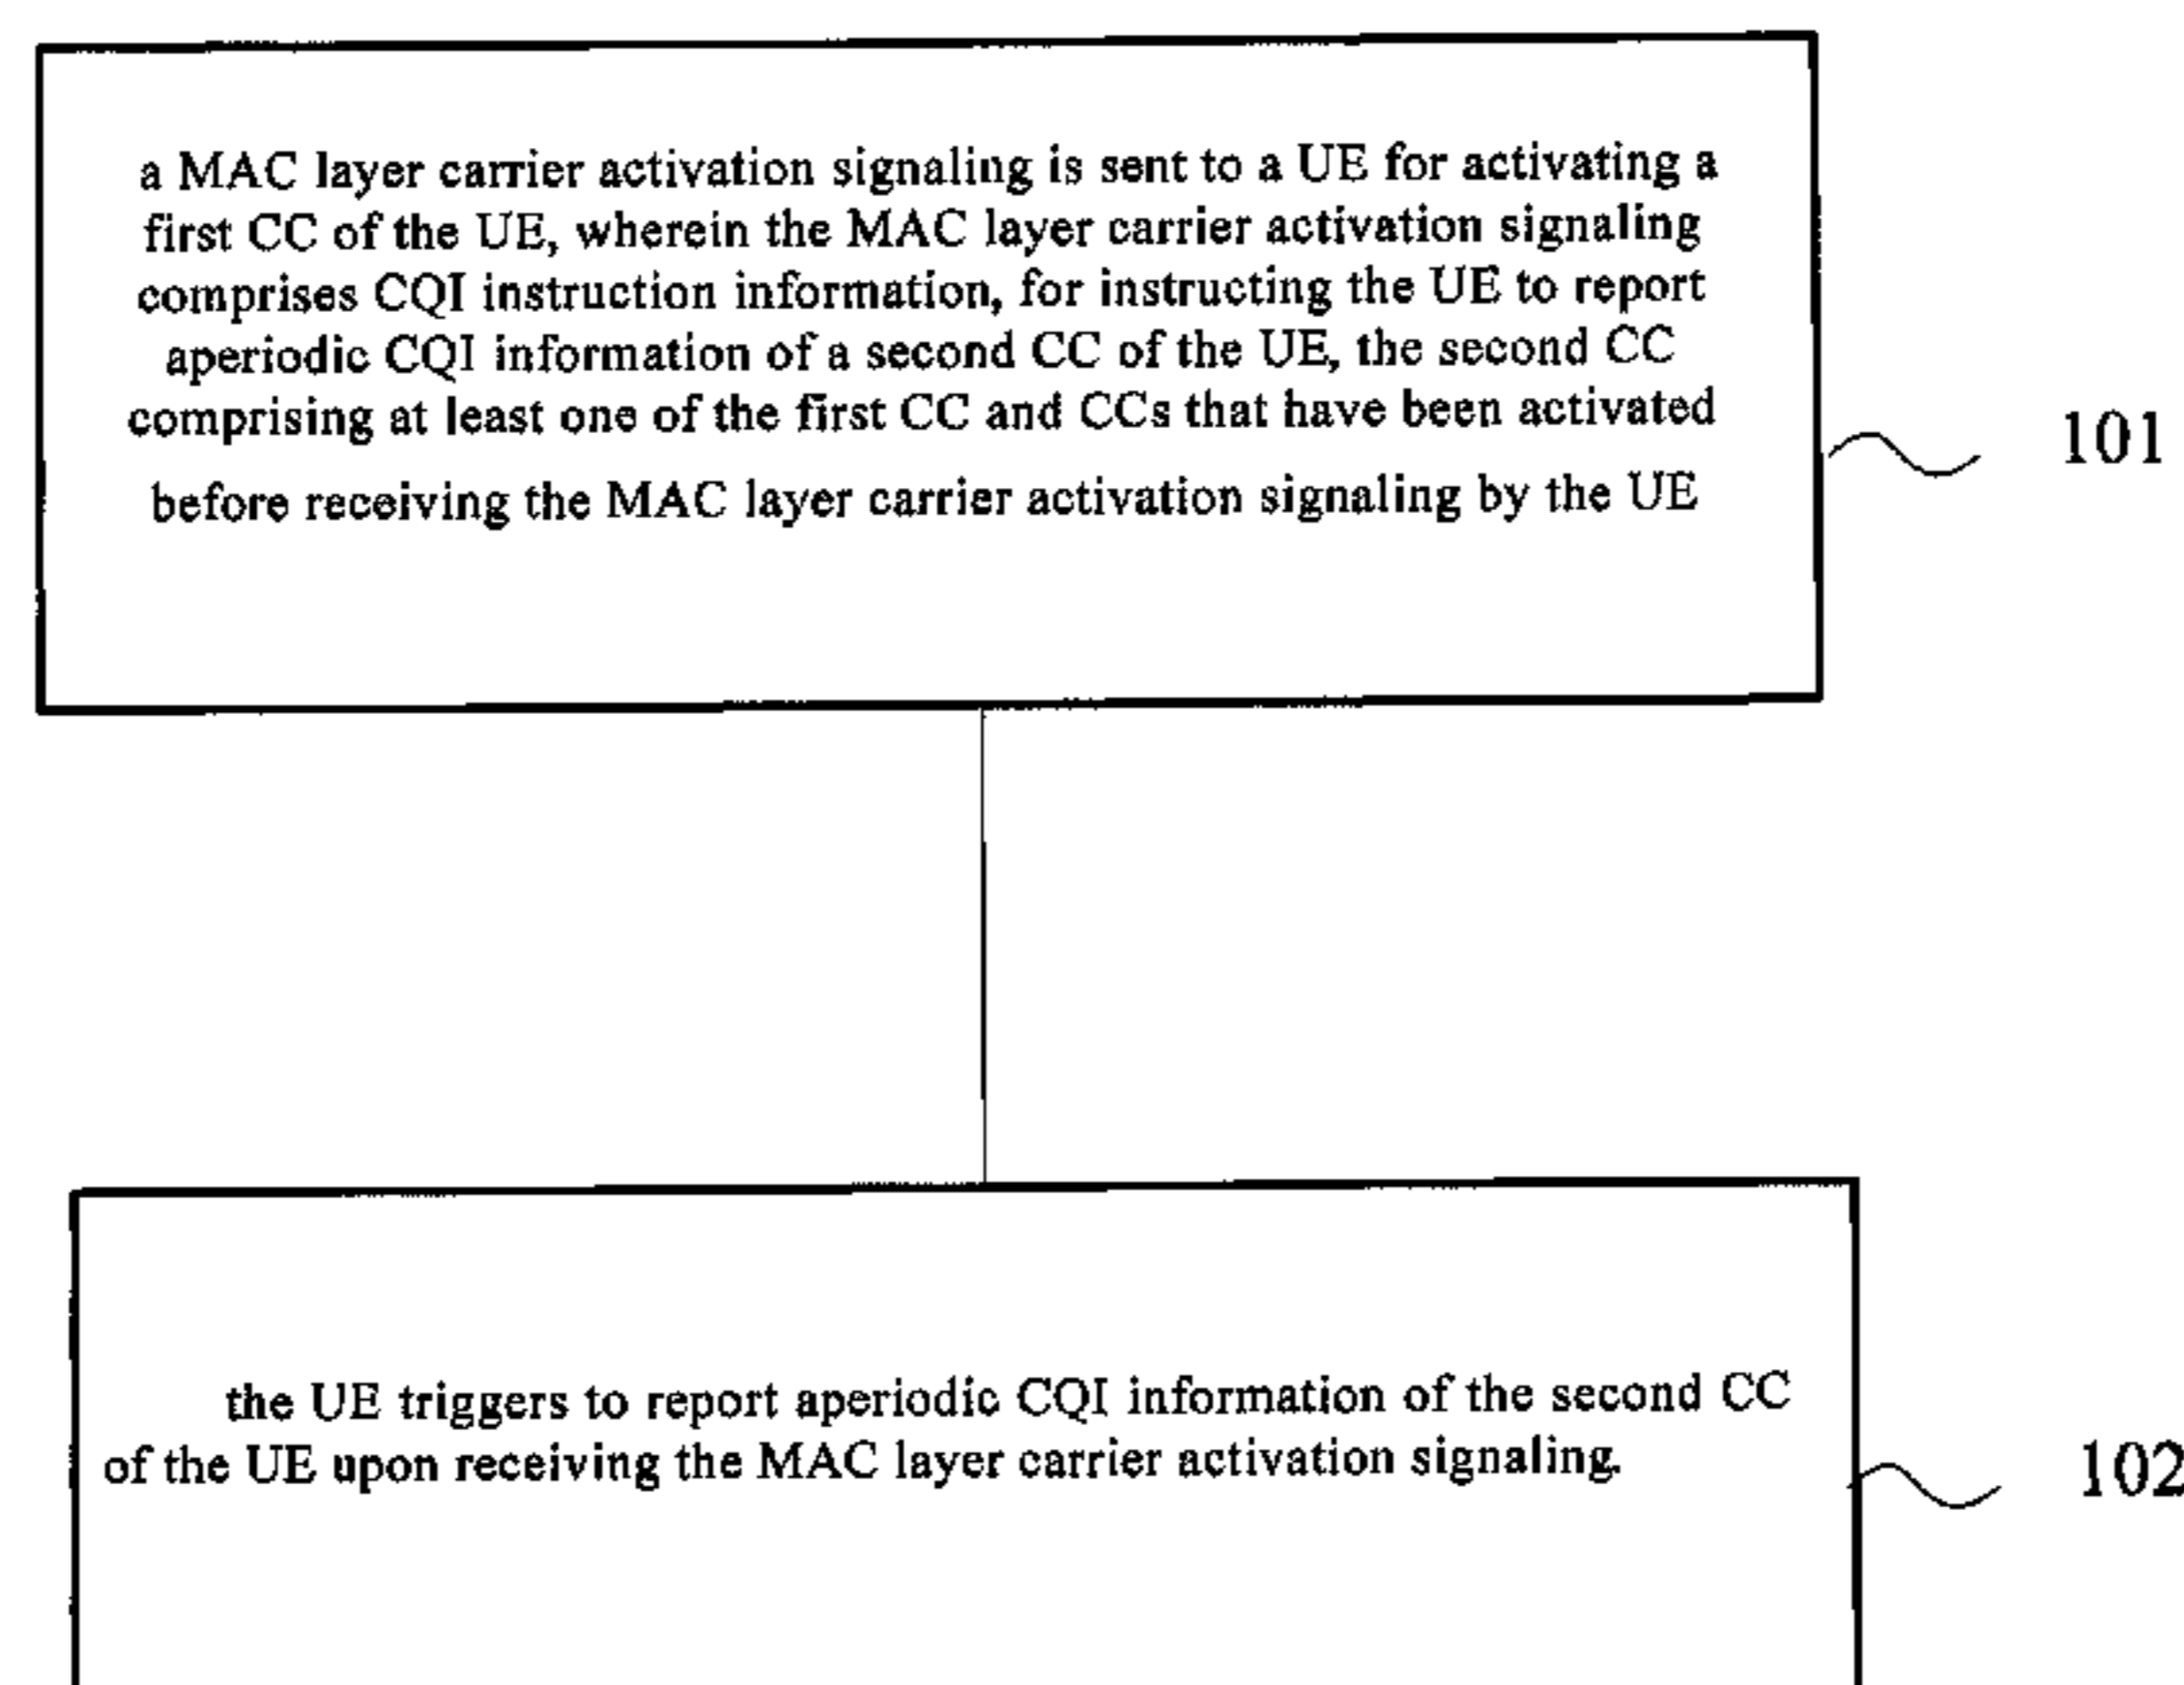 a MAC layer carrier activation signaling is sent to a UE for activating a
first CC of the UE, wherein the MAC layer carrier activation signaling
comprises CQI instruction information, for instructing the UE to report
aperiodic CQI information of a second CC of the UE, the second CC
comprising at least one of the first CC and CCs that have been activated
before receiving the MAC layer carrier activation signaling by the UE
101
the UE triggers to report aperiodic CQI information of the second CC
of the UE upon receiving the MAC layer carrier activation signaling.
102